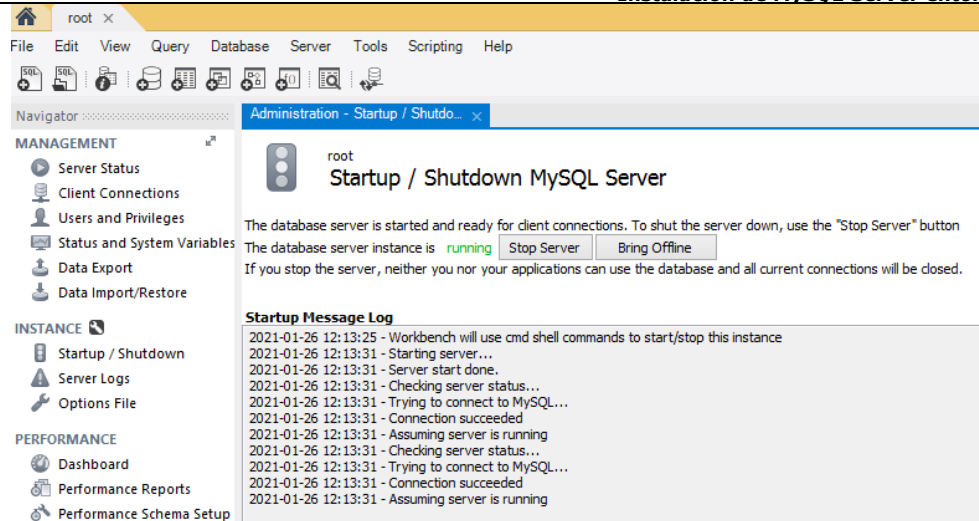 root ×
File Edit View Query Database Server Tools Scripting Help
SQL SQL
Navigator
MANAGEMENT
Server Status
Client Connections
Users and Privileges
Status and System Variables
Data Export
Data Import/Restore
INSTANCE
Startup / Shutdown
Server Logs
Options File
PERFORMANCE
Dashboard
Performance Reports
Performance Schema Setup
Administration - Startup / Shutdo... ×
root
Startup / Shutdown MySQL Server
The database server is started and ready for client connections. To shut the server down, use the "Stop Server" button
The database server instance is running Stop Server Bring Offline
If you stop the server, neither you nor your applications can use the database and all current connections will be closed.
Startup Message Log
2021-01-26 12:13:25 - Workbench will use cmd shell commands to start/stop this instance
2021-01-26 12:13:31 - Starting server...
2021-01-26 12:13:31 - Server start done.
2021-01-26 12:13:31 - Checking server status...
2021-01-26 12:13:31 - Trying to connect to MySQL...
2021-01-26 12:13:31 - Connection succeeded
2021-01-26 12:13:31 - Assuming server is running
2021-01-26 12:13:31 - Checking server status...
2021-01-26 12:13:31 - Trying to connect to MySQL...
2021-01-26 12:13:31 - Connection succeeded
2021-01-26 12:13:31 - Assuming server is running